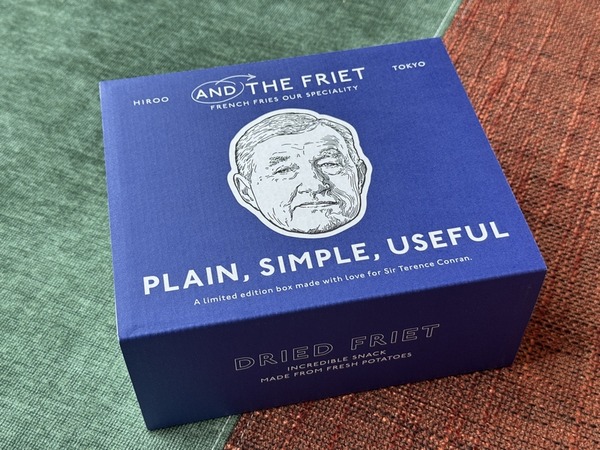 HIROO
AND THE FRIET
TOKYO
FRENCH FRIES OUR SPECIALITY
PLAIN, SIMPLE, USEFUL
A limited edition box made with love for Sir Terence Conran.
DRIED FRIET
INCREDIBLE SNACK
MADE FROM FRESH POTATOES